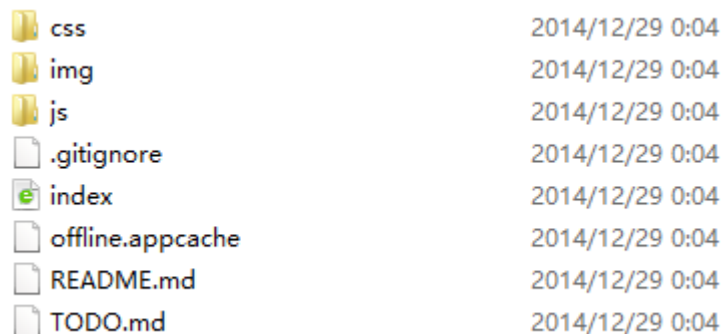 css 2014/12/29 0:04
img 2014/12/29 0:04
js 2014/12/29 0:04
.gitignore 2014/12/29 0:04
index 2014/12/29 0:04
offline.appcache 2014/12/29 0:04
README.md 2014/12/29 0:04
TODO.md 2014/12/29 0:04